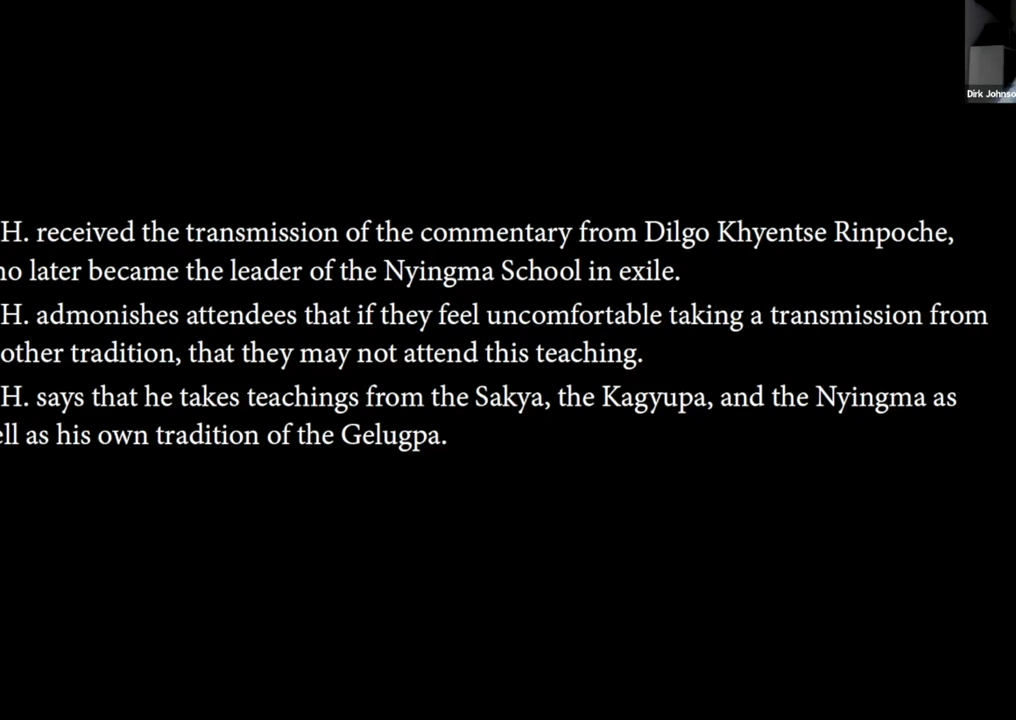 Dirk Johnso
H. received the transmission of the commentary from Dilgo Khyentse Rinpoche,
no later became the leader of the Nyingma School in exile.
H. admonishes attendees that if they feel uncomfortable taking a transmission from
other tradition, that they may not attend this teaching.
H. says that he takes teachings from the Sakya, the Kagyupa, and the Nyingma as
ell as his own tradition of the Gelugpa.